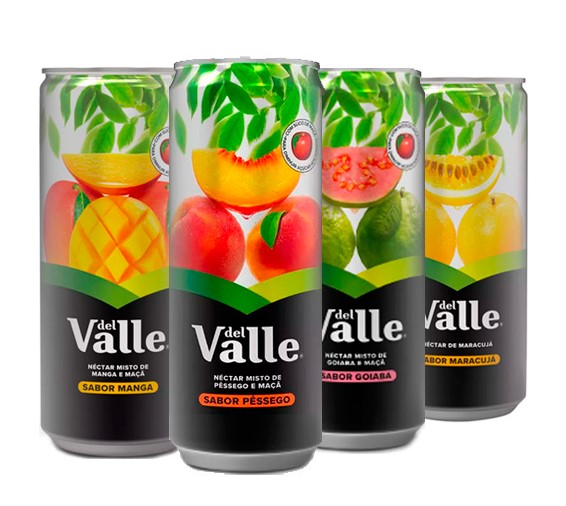 del
Valle
NÉCTAR MISTO DE
MANGA E MAÇÃ
SABOR MANGA
del
Valle
NÉCTAR MISTO DE
PÊSSEGO E MAÇÃ
SABOR PÊSSEGO
del
Valle
NÉCTAR MISTO DE
GOIABA E MAÇÃ
SABOR GOIABA
del
Valle
NÉCTAR DE MARACUJÁ
SABOR MARACUJÁ